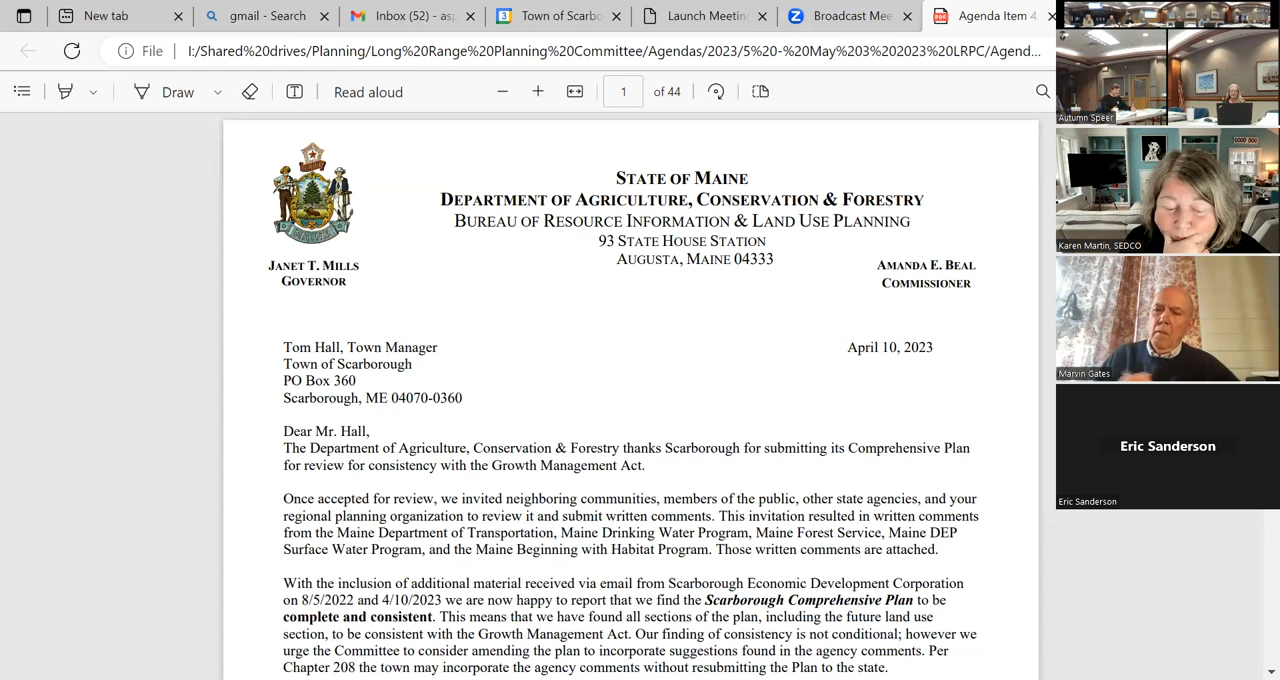 New tab
gmail - Search
Inbox (52) - asp
Town of Scarbo
Launch Meetin
Broadcast Mee
Agenda Item 4
File
I:/Shared%20drives/Planning/Long%20Range%20Planning%20Committee/Agendas/2023/5%20-%20May%203%202023%20LRPC/Agend...
Draw
Read aloud
1
of 44
STATE OF MAINE
DEPARTMENT OF AGRICULTURE, CONSERVATION & FORESTRY
BUREAU OF RESOURCE INFORMATION & LAND USE PLANNING
93 STATE HOUSE STATION
AUGUSTA, MAINE 04333
JANET T. MILLS
GOVERNOR
AMANDA E. BEAL
COMMISSIONER
Tom Hall, Town Manager
April 10, 2023
Town of Scarborough
PO Box 360
Scarborough, ME 04070-0360
Dear Mr. Hall,
The Department of Agriculture, Conservation & Forestry thanks Scarborough for submitting its Comprehensive Plan
for review for consistency with the Growth Management Act.
Once accepted for review, we invited neighboring communities, members of the public, other state agencies, and your
regional planning organization to review it and submit written comments. This invitation resulted in written comments
from the Maine Department of Transportation, Maine Drinking Water Program, Maine Forest Service, Maine DEP
Surface Water Program, and the Maine Beginning with Habitat Program. Those written comments are attached.
With the inclusion of additional material received via email from Scarborough Economic Development Corporation
on 8/5/2022 and 4/10/2023 we are now happy to report that we find the Scarborough Comprehensive Plan to be
complete and consistent. This means that we have found all sections of the plan, including the future land use
section, to be consistent with the Growth Management Act. Our finding of consistency is not conditional; however we
urge the Committee to consider amending the plan to incorporate suggestions found in the agency comments. Per
Chapter 208 the town may incorporate the agency comments without resubmitting the Plan to the state.
Autumn Speer
GOOD DOG
Karen Martin, SEDCO
Marvin Gates
Eric Sanderson
Eric Sanderson